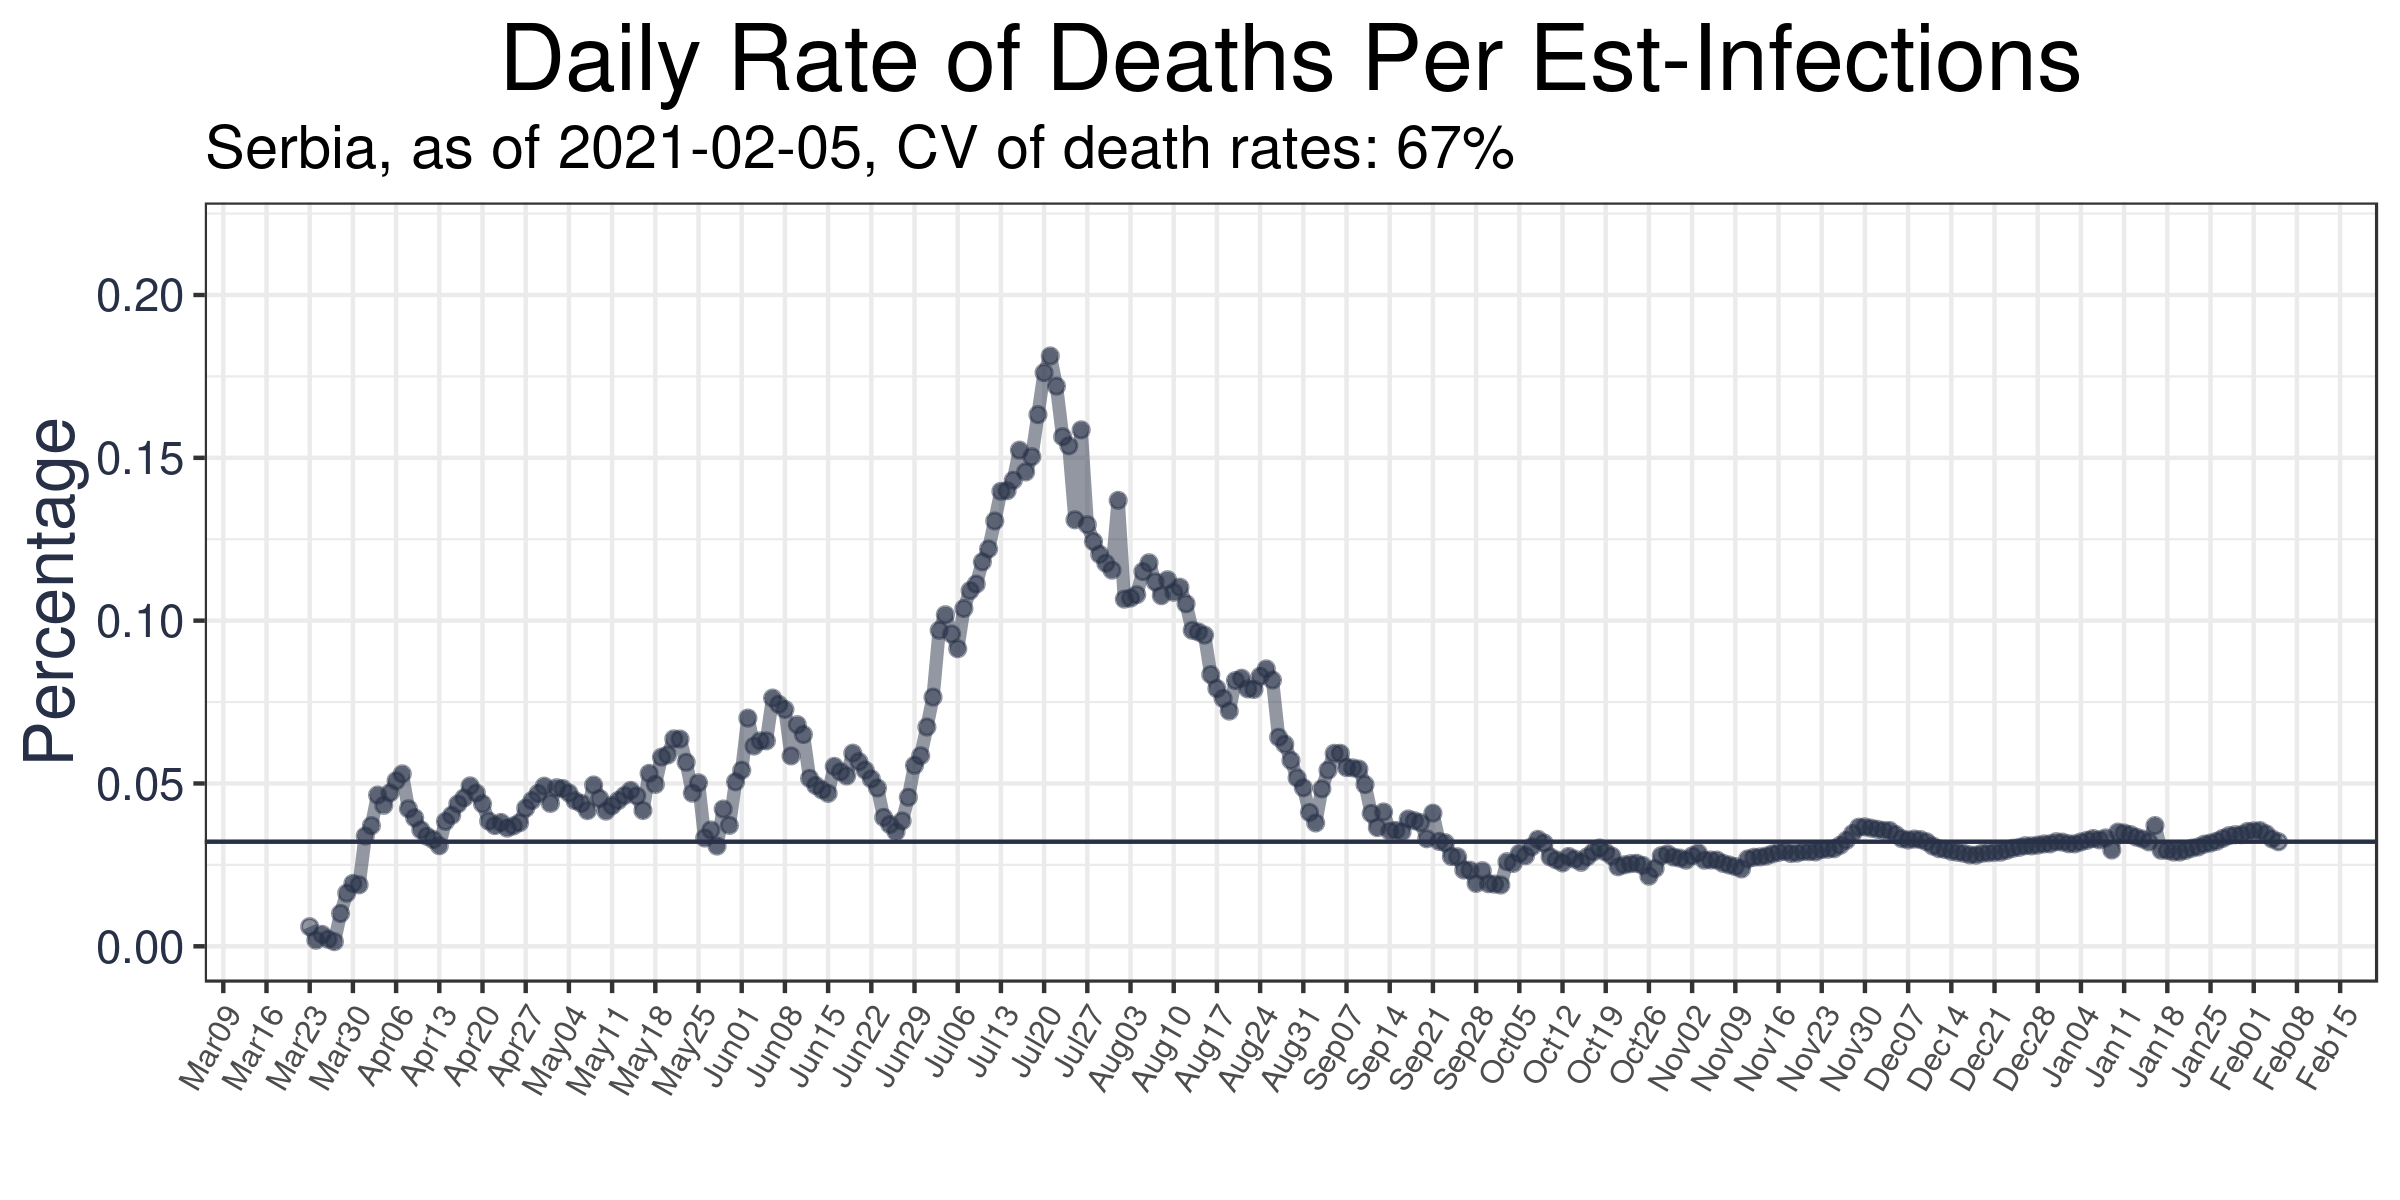 Daily Rate of Deaths Per Est-Infections
Serbia, as of 2021-02-05, CV of death rates: 67%
Percentage
0.20
0.15
0.10
0.05
0.00
Mar09
Mar16
Mar23
Mar30
Apr06
Apr13
Apr20
Apr27
May04
May11
May18
May25
Jun01
Jun08
Jun15
Jun22
Jun29
Jul06
Jul13
Jul20
Jul27
Aug03
Aug10
Aug17
Aug24
Aug31
Sep07
Sep14
Sep21
Sep28
Oct05
Oct12
Oct19
Oct26
Nov02
Nov09
Nov16
Nov23
Nov30
Dec07
Dec14
Dec21
Dec28
Jan04
Jan11
Jan18
Jan25
Feb01
Feb08
Feb15